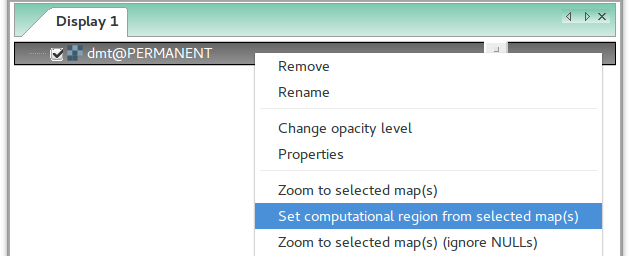 Display 1
dmt@PERMANENT
Remove
Rename
Change opacity level
Properties
Zoom to selected map(s)
Set computational region from selected map(s)
Zoom to selected map(s) (ignore NULLs)